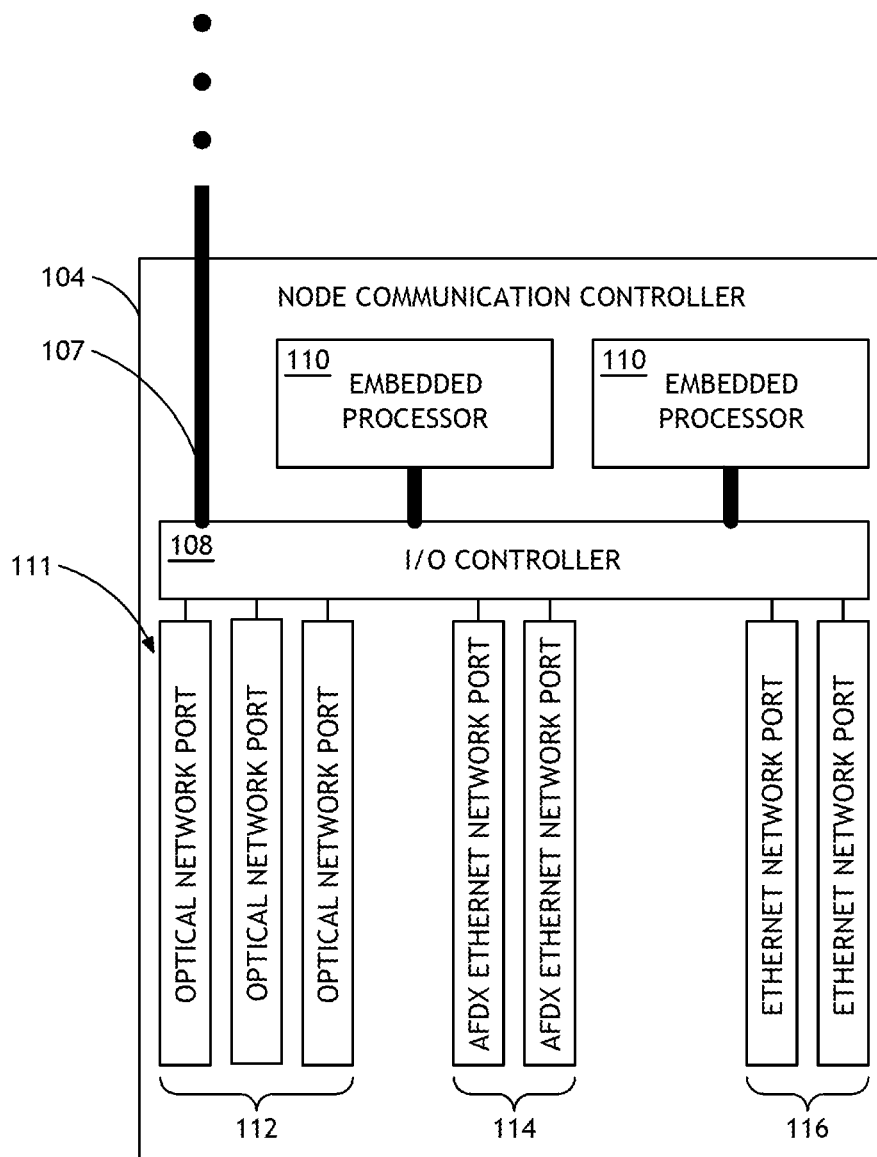 104
NODE COMMUNICATION CONTROLLER
107
110
EMBEDDED
PROCESSOR
110
EMBEDDED
PROCESSOR
108
I/O CONTROLLER
111
OPTICAL NETWORK PORT
OPTICAL NETWORK PORT
OPTICAL NETWORK PORT
AFDX ETHERNET NETWORK PORT
AFDX ETHERNET NETWORK PORT
ETHERNET NETWORK PORT
ETHERNET NETWORK PORT
112
114
116